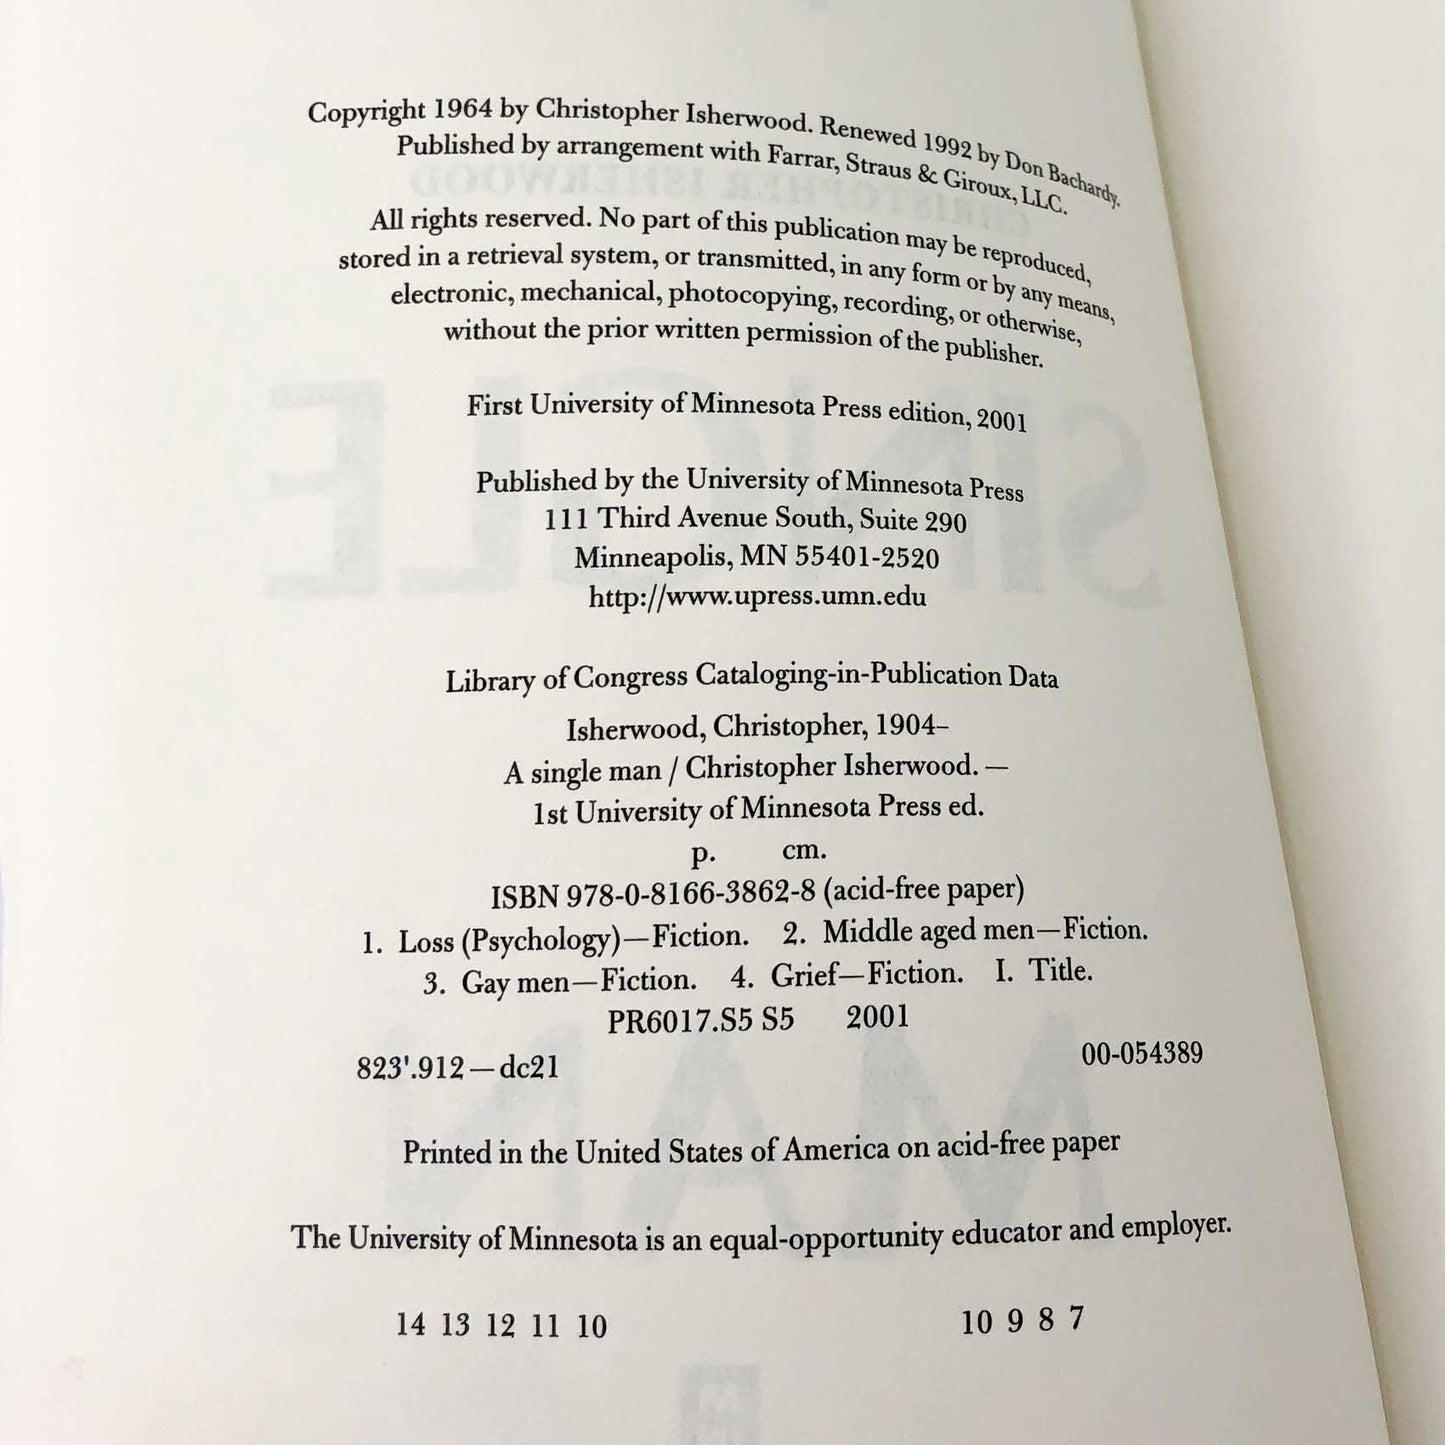 Copyright 1964 by Christopher Isherwood. Renewed 1992 by Don Bachardy.
Published by arrangement with Farrar, Straus & Giroux, LLC.
All rights reserved. No part of this publication may be reproduced,
stored in a retrieval system, or transmitted, in any form or by any means,
electronic, mechanical, photocopying, recording, or otherwise,
without the prior written permission of the publisher.
First University of Minnesota Press edition, 2001
Published by the University of Minnesota Press
111 Third Avenue South, Suite 290
Minneapolis, MN 55401-2520
http://www.upress.umn.edu
Library of Congress Cataloging-in-Publication Data
Isherwood, Christopher, 1904–
A single man / Christopher Isherwood. —
1st University of Minnesota Press ed.
p. cm.
ISBN 978-0-8166-3862-8 (acid-free paper)
1. Loss (Psychology)—Fiction. 2. Middle aged men—Fiction.
3. Gay men—Fiction. 4. Grief—Fiction. I. Title.
PR6017.S5 S5 2001
823'.912—dc21 00-054389
Printed in the United States of America on acid-free paper
The University of Minnesota is an equal-opportunity educator and employer.
14 13 12 11 10 10 9 8 7